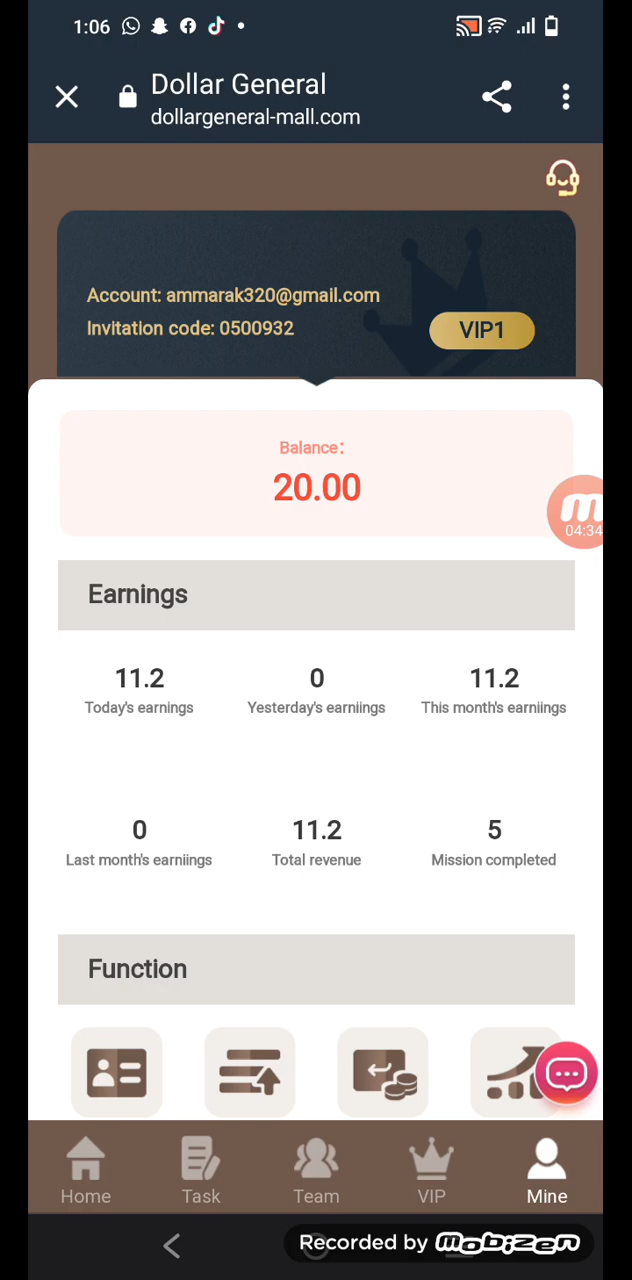 1:06
Dollar General
dollargeneral-mall.com
Account: ammarak320@gmail.com
Invitation code: 0500932
VIP1
Balance:
20.00
m
04:34
Earnings
11.2
0
11.2
Today's earnings
Yesterday's earniings
This month's earniings
0
11.2
5
Last month's earniings
Total revenue
Mission completed
Function
Home
Task
Team
VIP
Mine
Recorded by mobizen